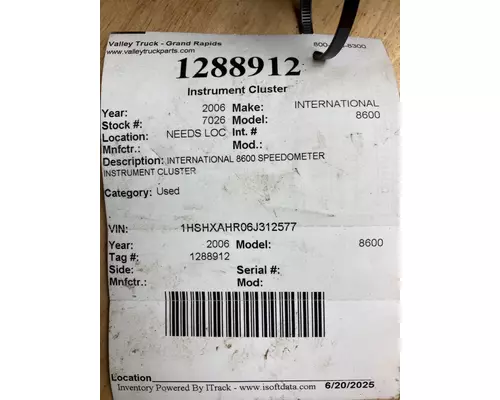 Valley Truck - Grand Rapids
www.valleytruckparts.com
1288912
Instrument Cluster
Year: 2006 Make: INTERNATIONAL
Stock #: 7026 Model: 8600
Location: NEEDS LOC Int. #
Mnfctr.: Mod.:
Description: INTERNATIONAL 8600 SPEEDOMETER
INSTRUMENT CLUSTER
Category: Used
VIN: 1HSHXAHR06J312577
Year: 2006 Model: 8600
Tag #: 1288912
Side: Serial #:
Mnfctr.: Mod:
Location
Inventory Powered By ITrack - www.isoftdata.com 6/20/2025